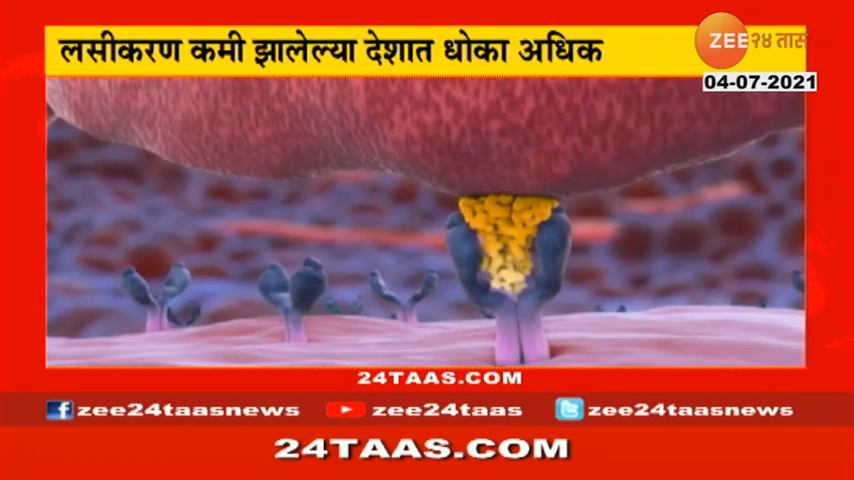 लसीकरण कमी झालेल्या देशात धोका अधिक
ZEE २४ तास
04-07-2021
24TAAS.COM
zee24taasnews
zee24taas
zee24taasnews
24TAAS.COM